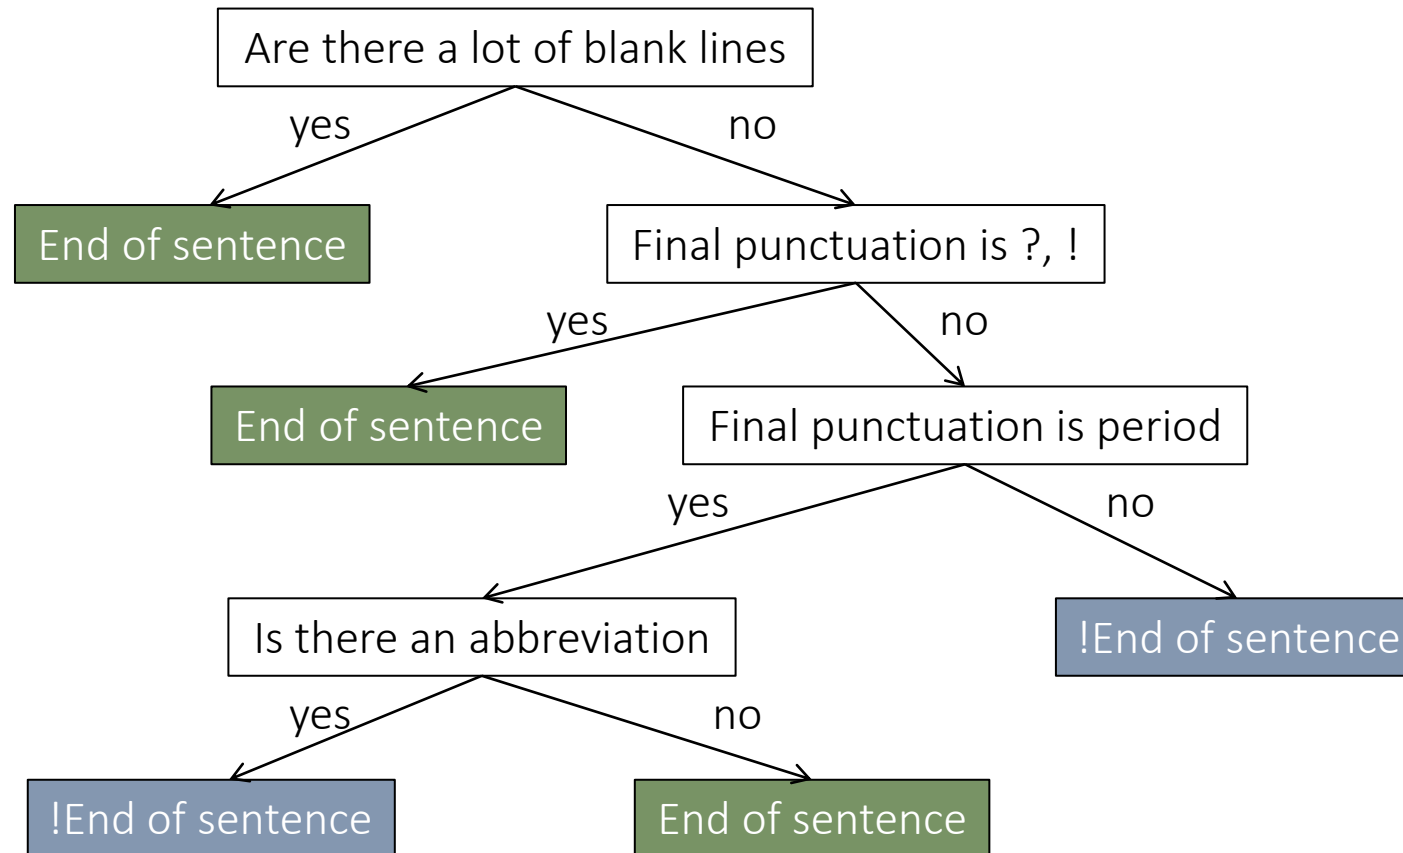 Are there a lot of blank lines
yes
no
End of sentence
Final punctuation is ?, !
yes
no
End of sentence
Final punctuation is period
yes
no
Is there an abbreviation
!End of sentence
yes
no
!End of sentence
End of sentence